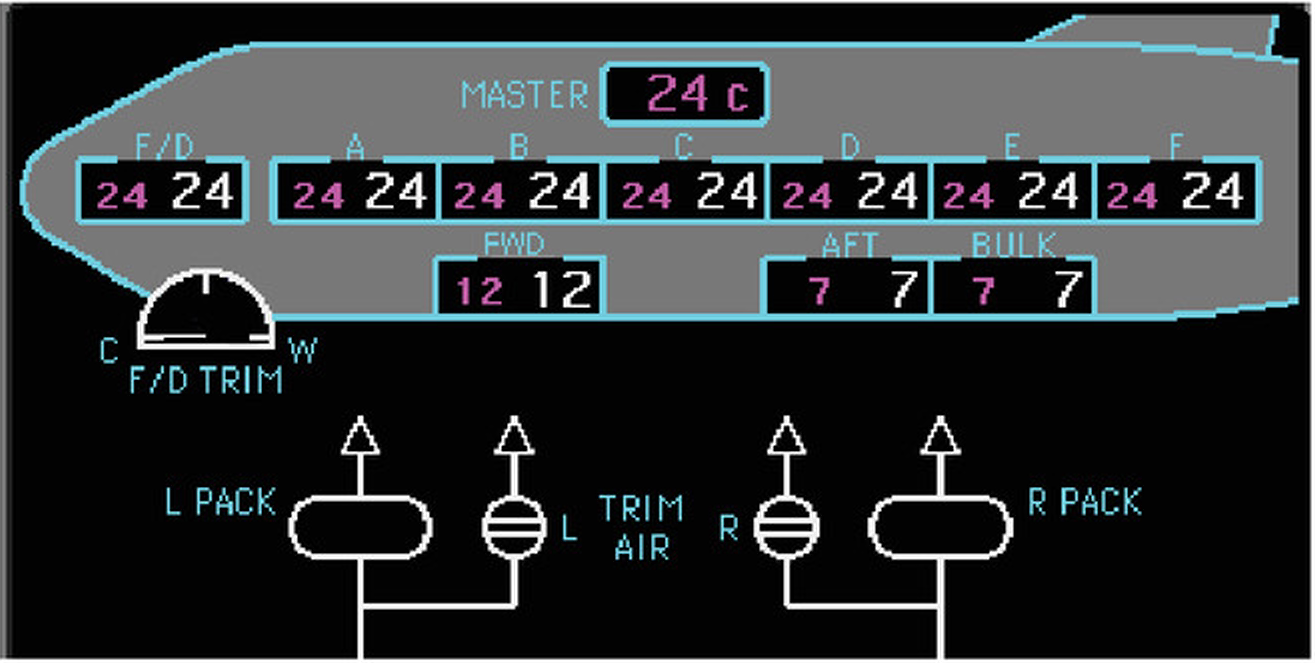 MASTER 24 c
F/D A B C D E F
24 24 24 24 24 24 24 24 24 24 24 24 24 24
FWD AFT BULK
12 12 7 7 7 7
C W
F/D TRIM
L PACK L TRIM AIR R R PACK